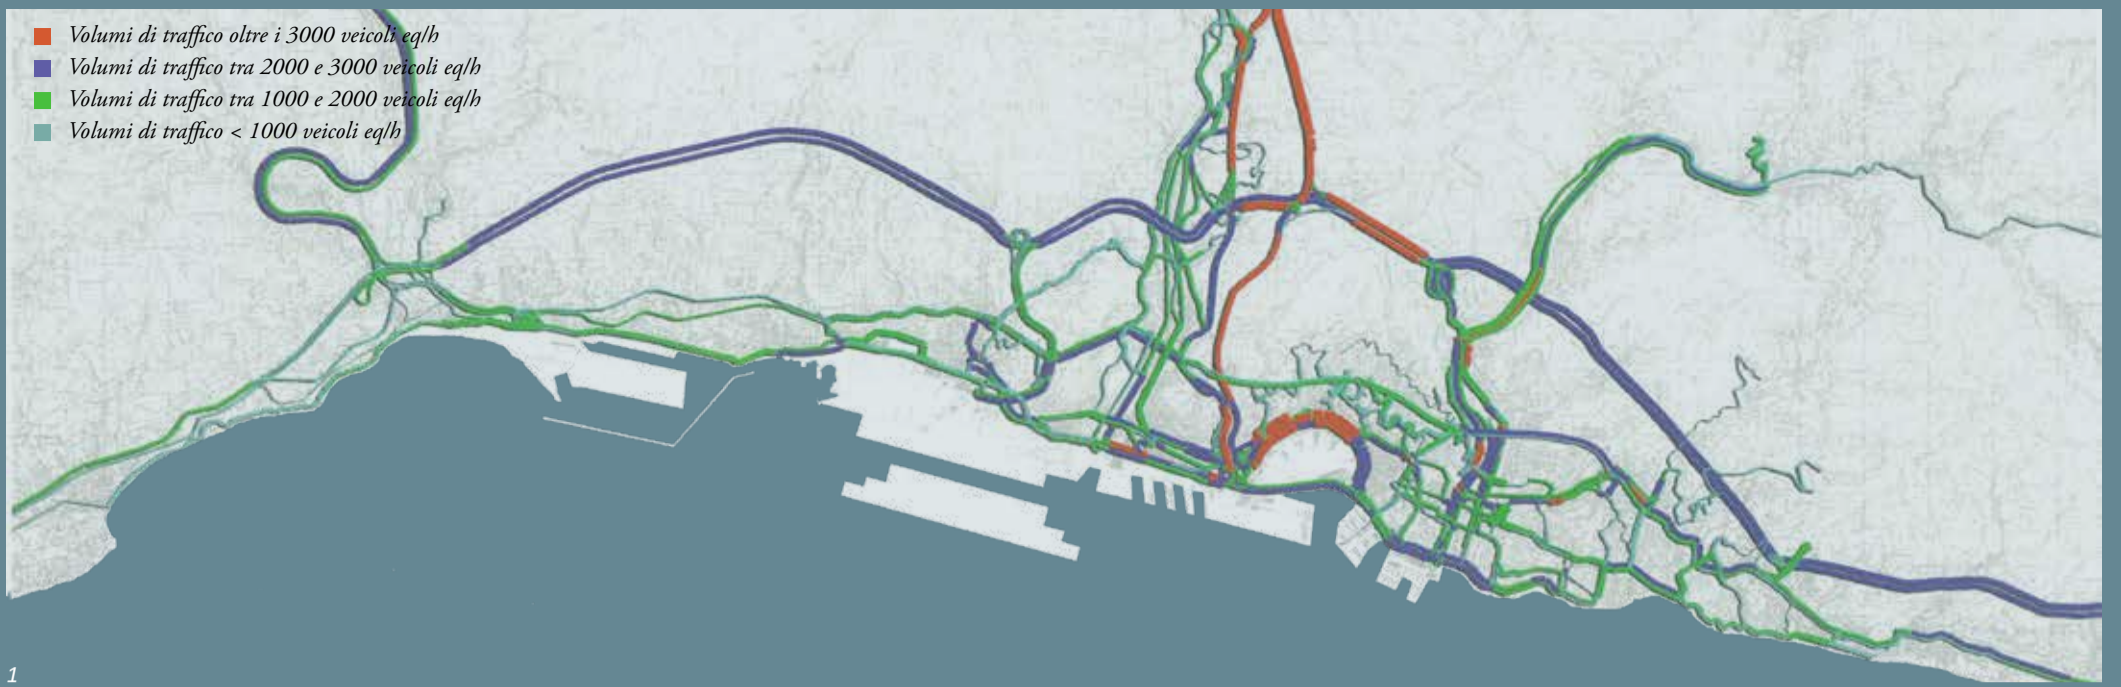 Volumi di traffico oltre i 3000 veicoli eq/h
Volumi di traffico tra 2000 e 3000 veicoli eq/h
Volumi di traffico tra 1000 e 2000 veicoli eq/h
Volumi di traffico < 1000 veicoli eq/h
1